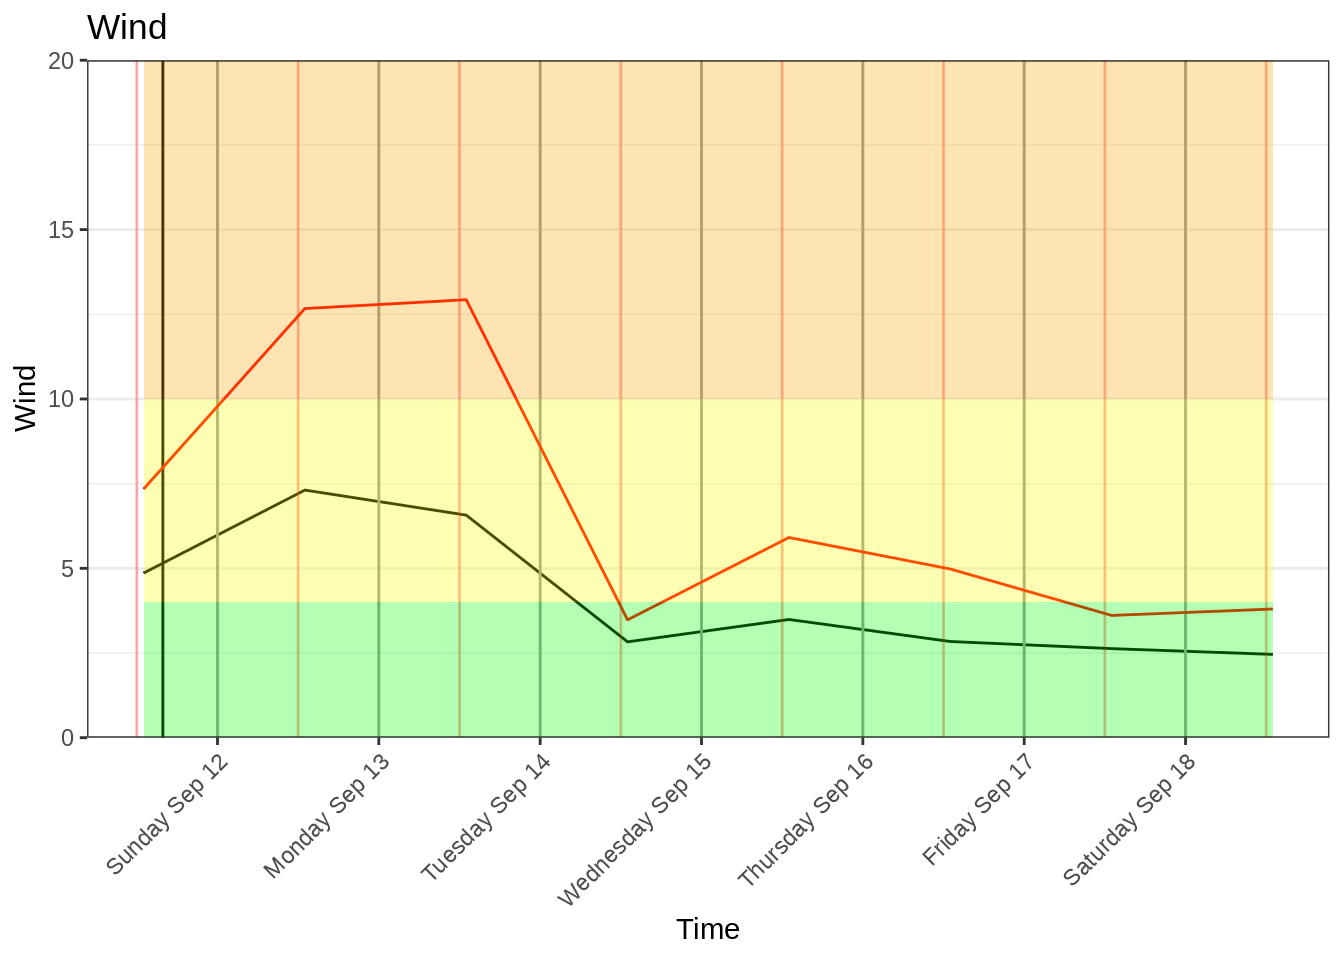 Wind
20
15
10
5
0
Wind
Sunday Sep 12
Monday Sep 13
Tuesday Sep 14
Wednesday Sep 15
Thursday Sep 16
Friday Sep 17
Saturday Sep 18
Time